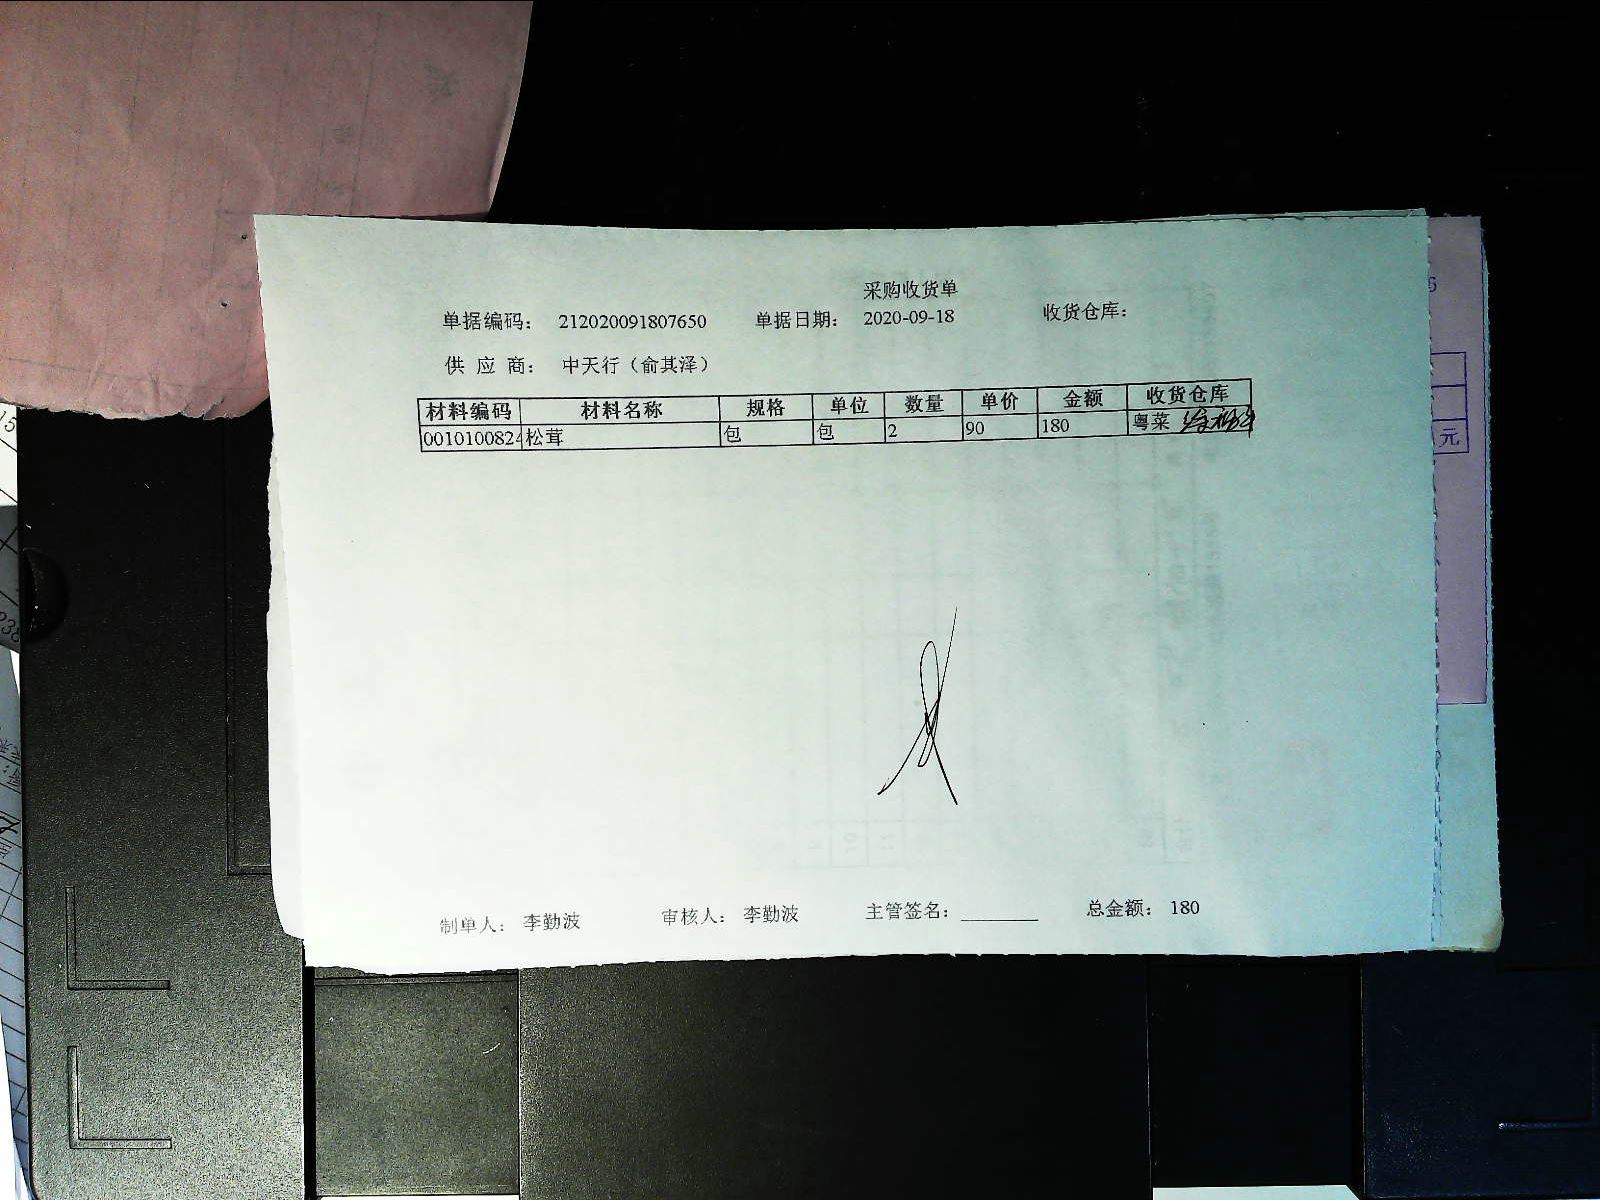 采购收货单
单据编码： 212020091807650 单据日期： 2020-09-18 收货仓库：
供 应 商： 中天行（俞其泽）
材料编码 材料名称 规格 单位 数量 单价 金额 收货仓库
0010100824 松茸 包 包 2 90 180 粤菜
制单人： 李勤波 审核人： 李勤波 主管签名：________ 总金额： 180
元